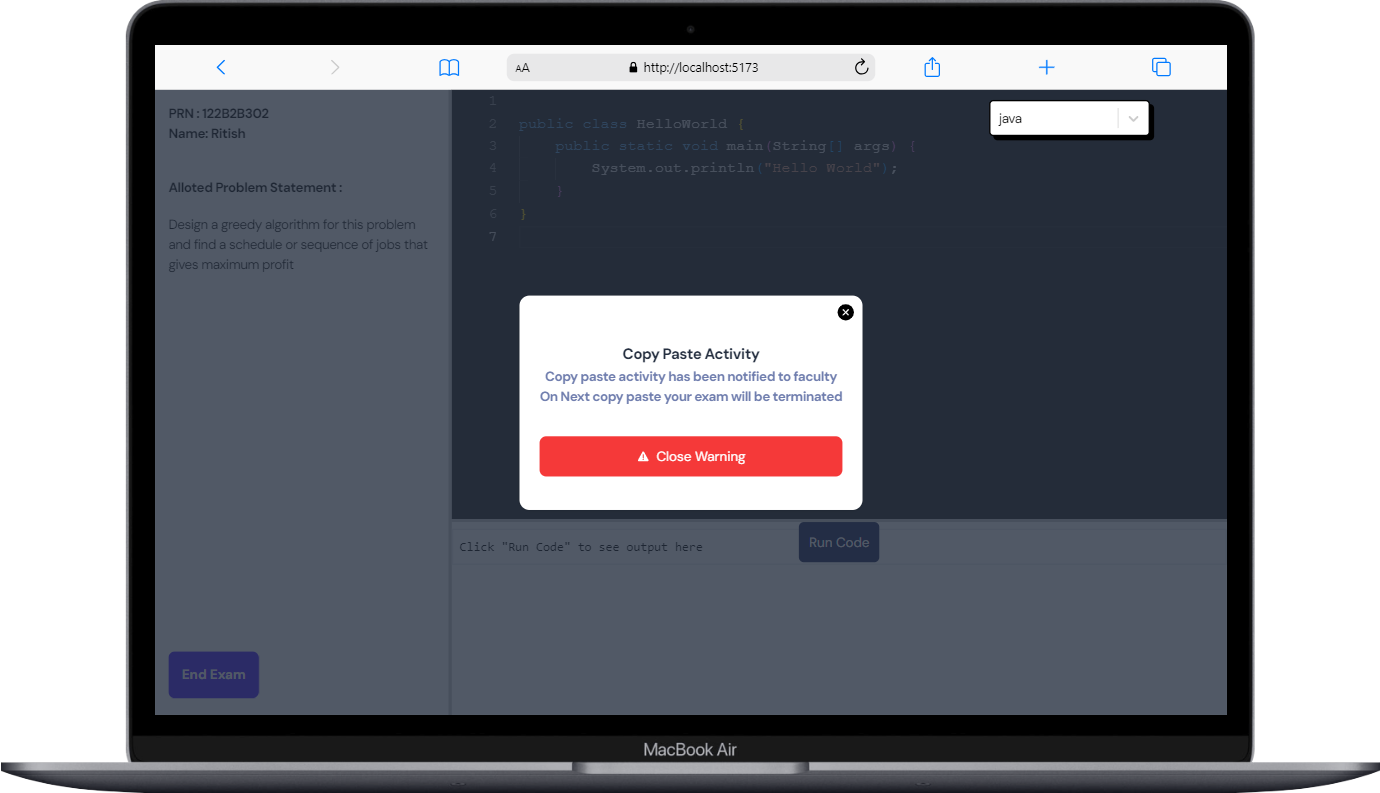 AA http://localhost:5173
PRN : 122B2B302
Name: Ritish
Alloted Problem Statement :
Design a greedy algorithm for this problem
and find a schedule or sequence of jobs that
gives maximum profit
End Exam
1
2 public class HelloWorld {
3 public static void main(String[] args) {
4 System.out.println("Hello World");
5 }
6 }
7
java
Copy Paste Activity
Copy paste activity has been notified to faculty
On Next copy paste your exam will be terminated
Close Warning
Click "Run Code" to see output here
Run Code
MacBook Air